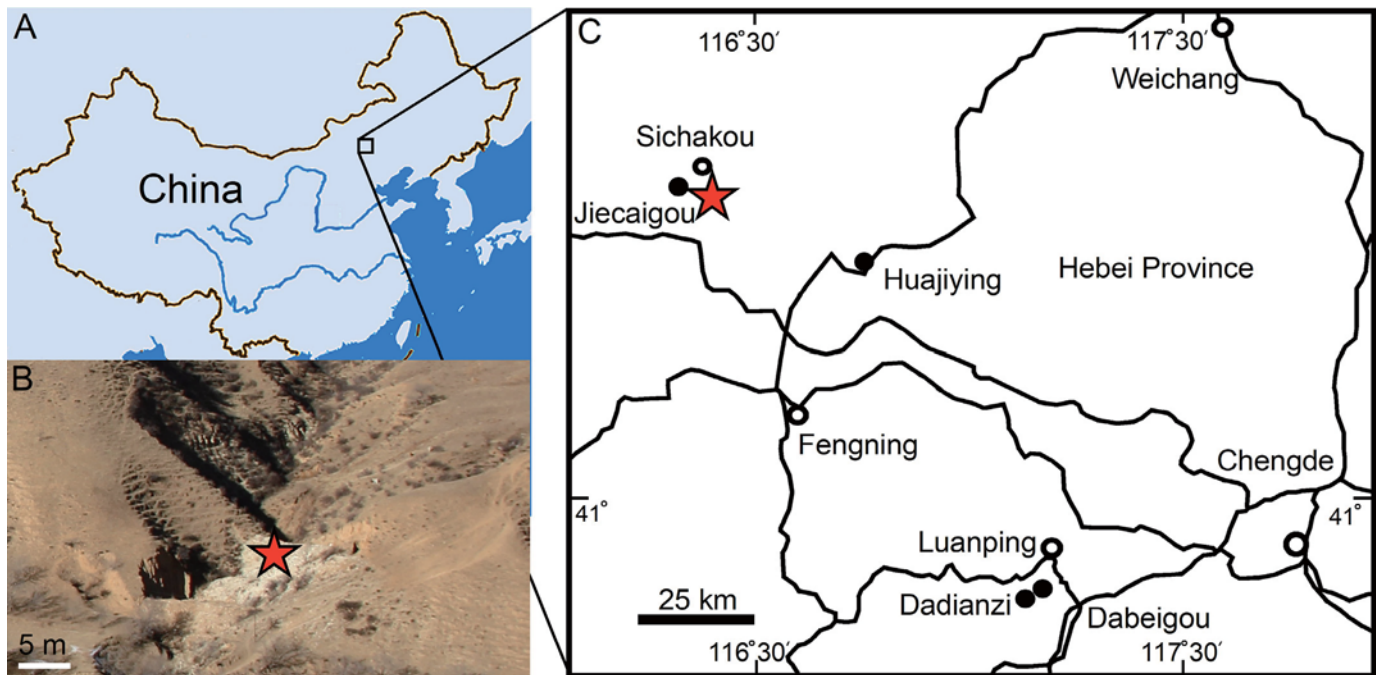 A
China
B
5 m
C
116°30′
117°30′
Weichang
Sichakou
Jiecaigou
Huajiying
Hebei Province
Fengning
Chengde
41°
41°
Luanping
25 km
Dadianzi
Dabeigou
116°30′
117°30′